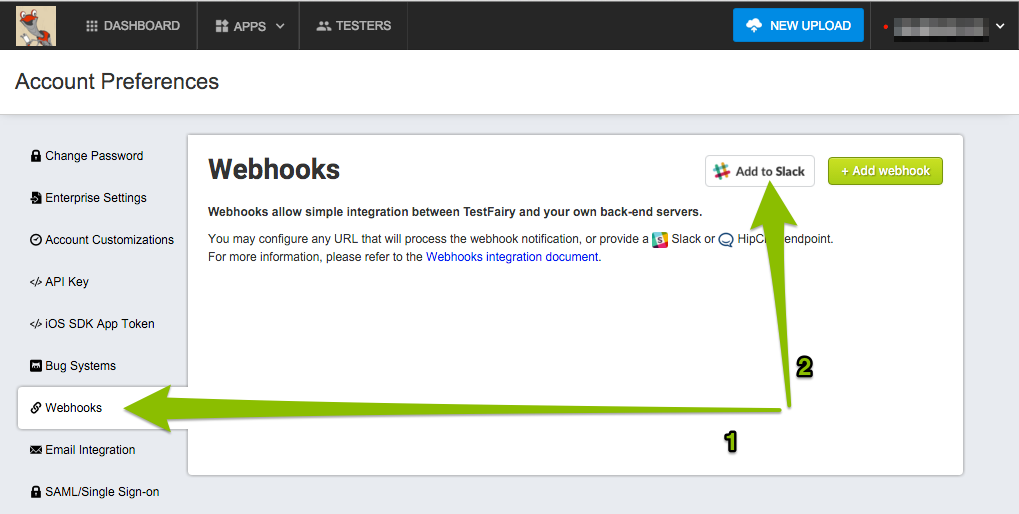 DASHBOARD
APPS
TESTERS
NEW UPLOAD
Account Preferences
Change Password
Enterprise Settings
Account Customizations
</> API Key
</> iOS SDK App Token
Bug Systems
Webhooks
Email Integration
SAML/Single Sign-on
Webhooks
Add to Slack
+ Add webhook
Webhooks allow simple integration between TestFairy and your own back-end servers.
You may configure any URL that will process the webhook notification, or provide a Slack or endpoint.
For more information, please refer to the Webhooks integration document.
2
1